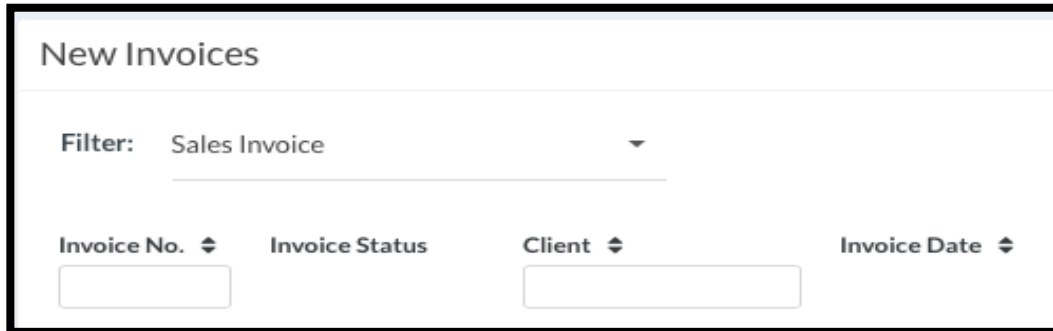 New Invoices
Filter: Sales Invoice
Invoice No. Invoice Status Client Invoice Date